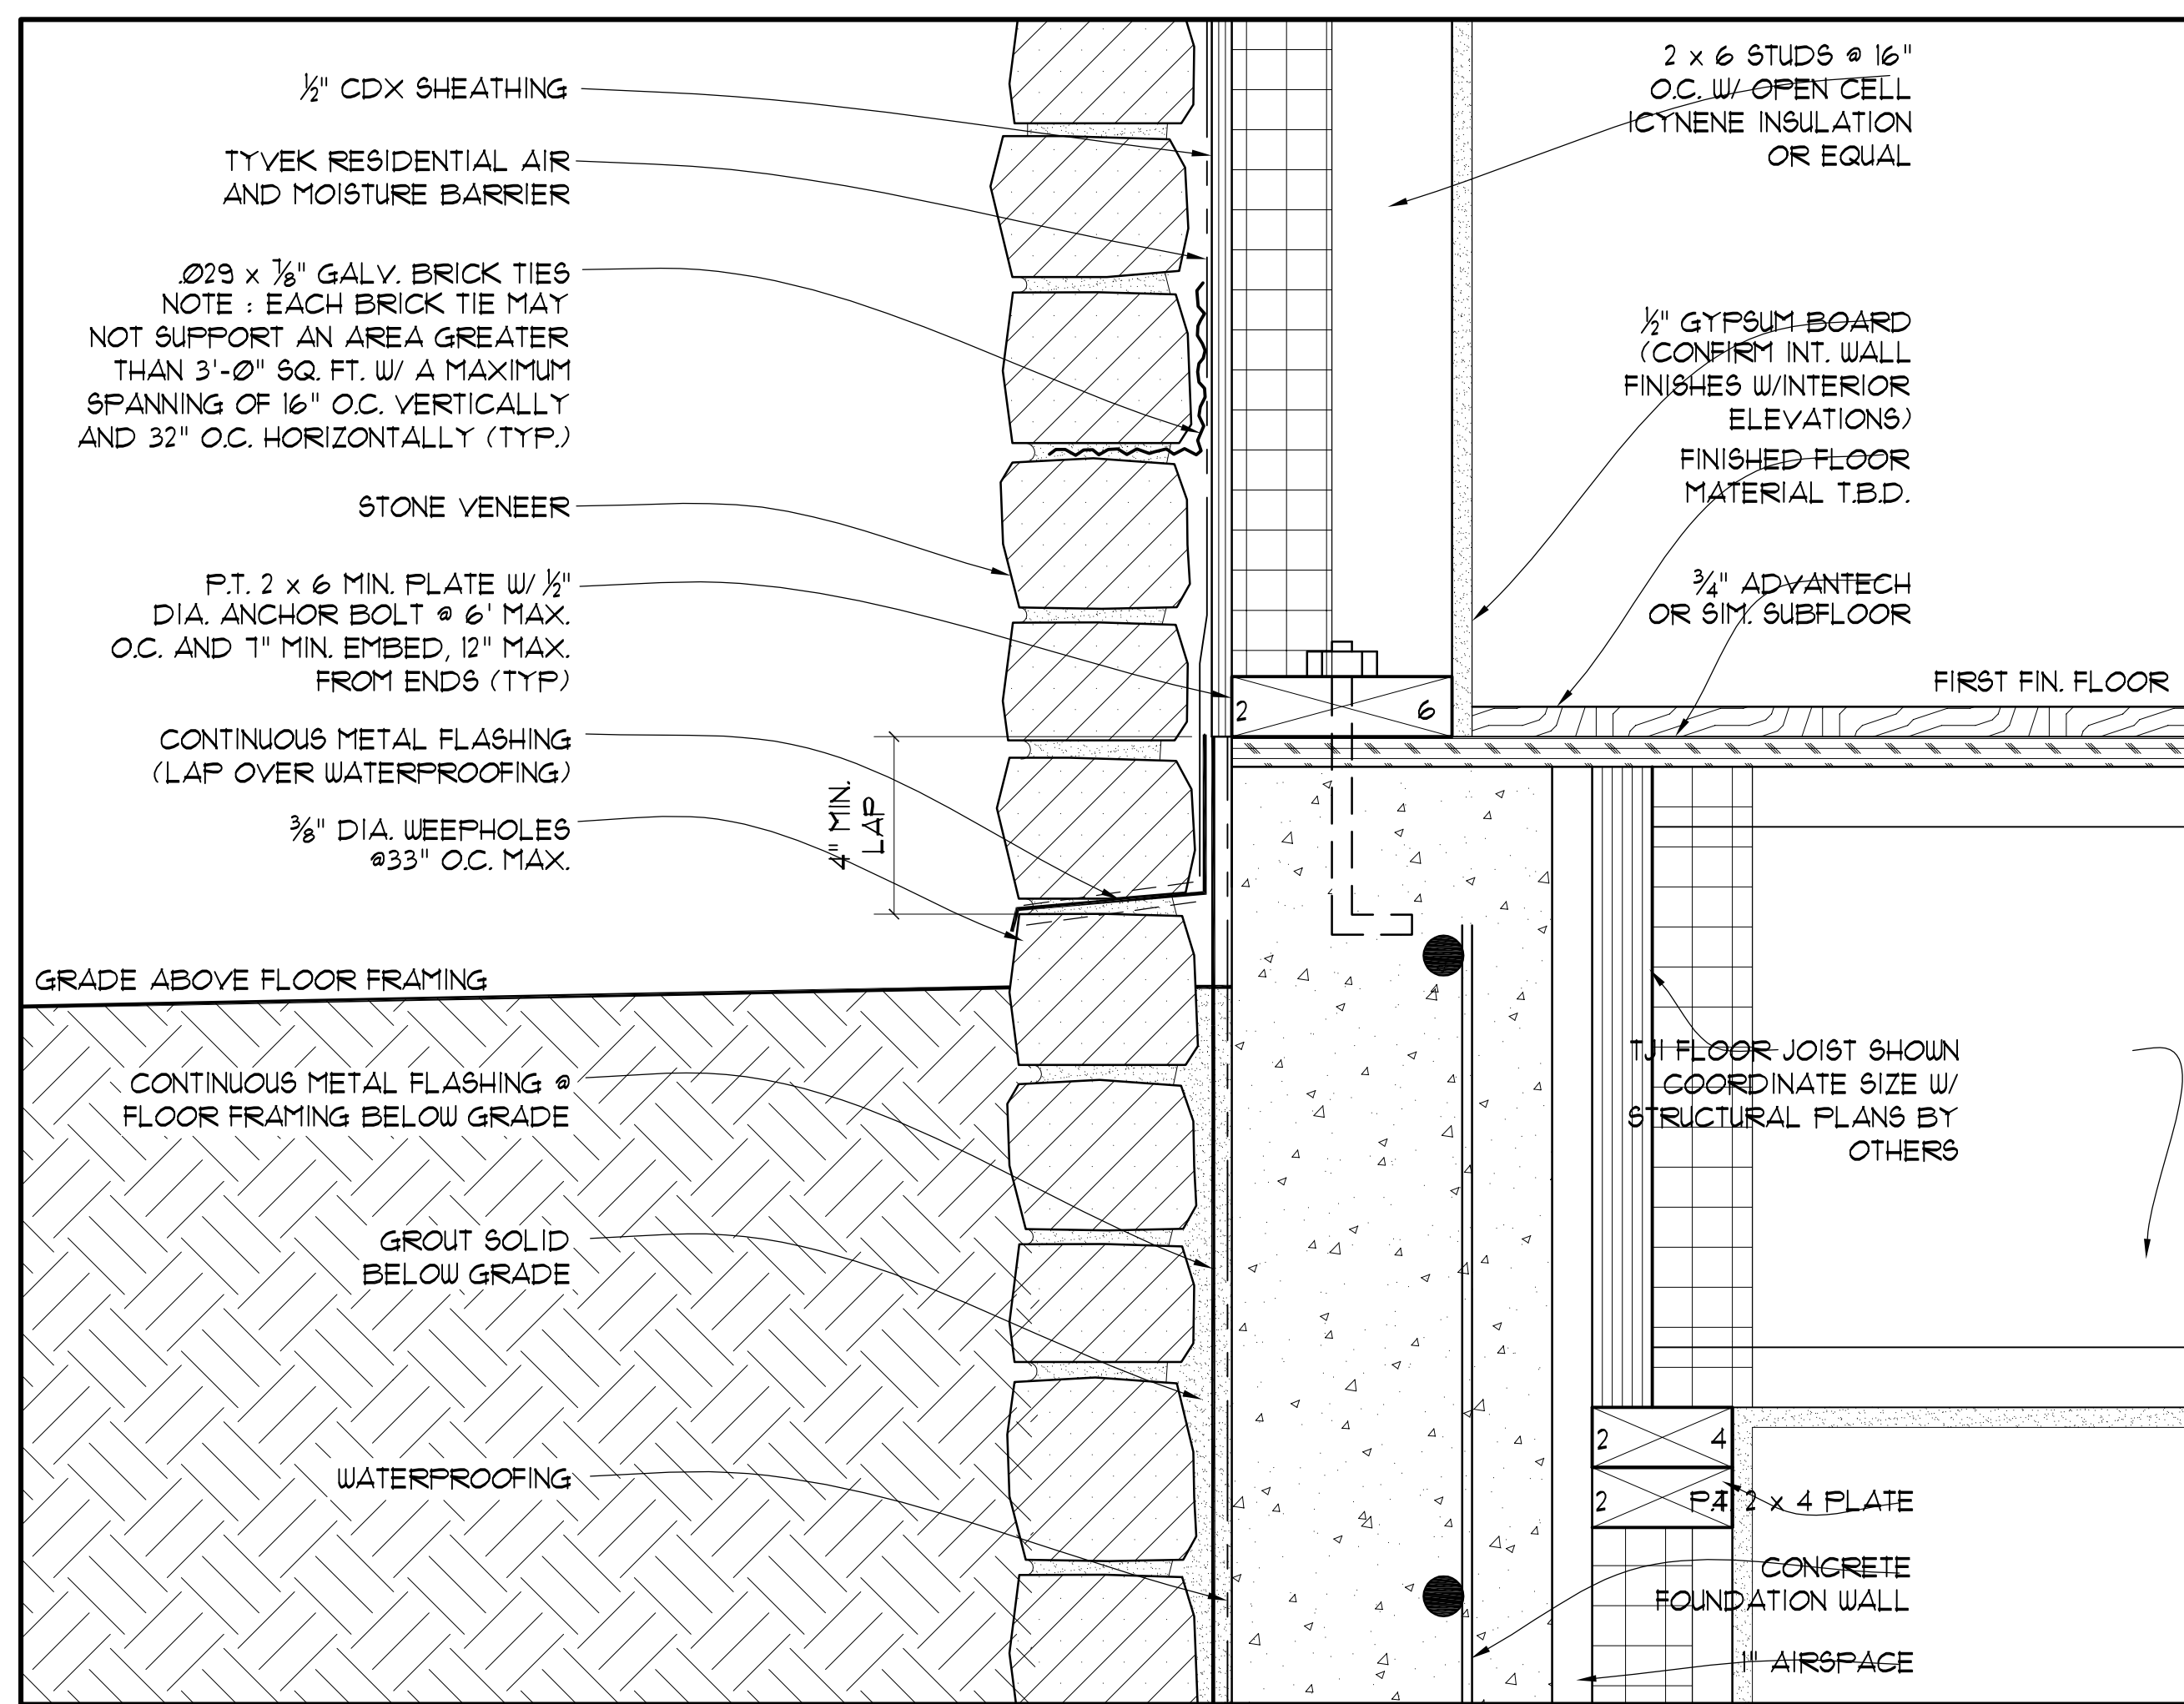 ½" CDX SHEATHING
TYVEK RESIDENTIAL AIR
AND MOISTURE BARRIER
.Ø29 x ⅞" GALV. BRICK TIES
NOTE : EACH BRICK TIE MAY
NOT SUPPORT AN AREA GREATER
THAN 3'-Ø" SQ. FT. W/ A MAXIMUM
SPANNING OF 16" O.C. VERTICALLY
AND 32" O.C. HORIZONTALLY (TYP.)
STONE VENEER
P.T. 2 x 6 MIN. PLATE W/ ½"
DIA. ANCHOR BOLT @ 6' MAX.
O.C. AND 7" MIN. EMBED, 12" MAX.
FROM ENDS (TYP)
CONTINUOUS METAL FLASHING
(LAP OVER WATERPROOFING)
⅜" DIA. WEEPHOLES
@33" O.C. MAX.
4" MIN.
LAP
GRADE ABOVE FLOOR FRAMING
CONTINUOUS METAL FLASHING @
FLOOR FRAMING BELOW GRADE
GROUT SOLID
BELOW GRADE
WATERPROOFING
2 x 6 STUDS @ 16"
O.C. W/ OPEN CELL
ICYNENE INSULATION
OR EQUAL
½" GYPSUM BOARD
(CONFIRM INT. WALL
FINISHES W/INTERIOR
ELEVATIONS)
FINISHED FLOOR
MATERIAL T.B.D.
¾" ADVANTECH
OR SIM. SUBFLOOR
FIRST FIN. FLOOR
2 6
TJI FLOOR JOIST SHOWN
COORDINATE SIZE W/
STRUCTURAL PLANS BY
OTHERS
2 4
2 4
P.T. 2 x 4 PLATE
CONCRETE
FOUNDATION WALL
1" AIRSPACE